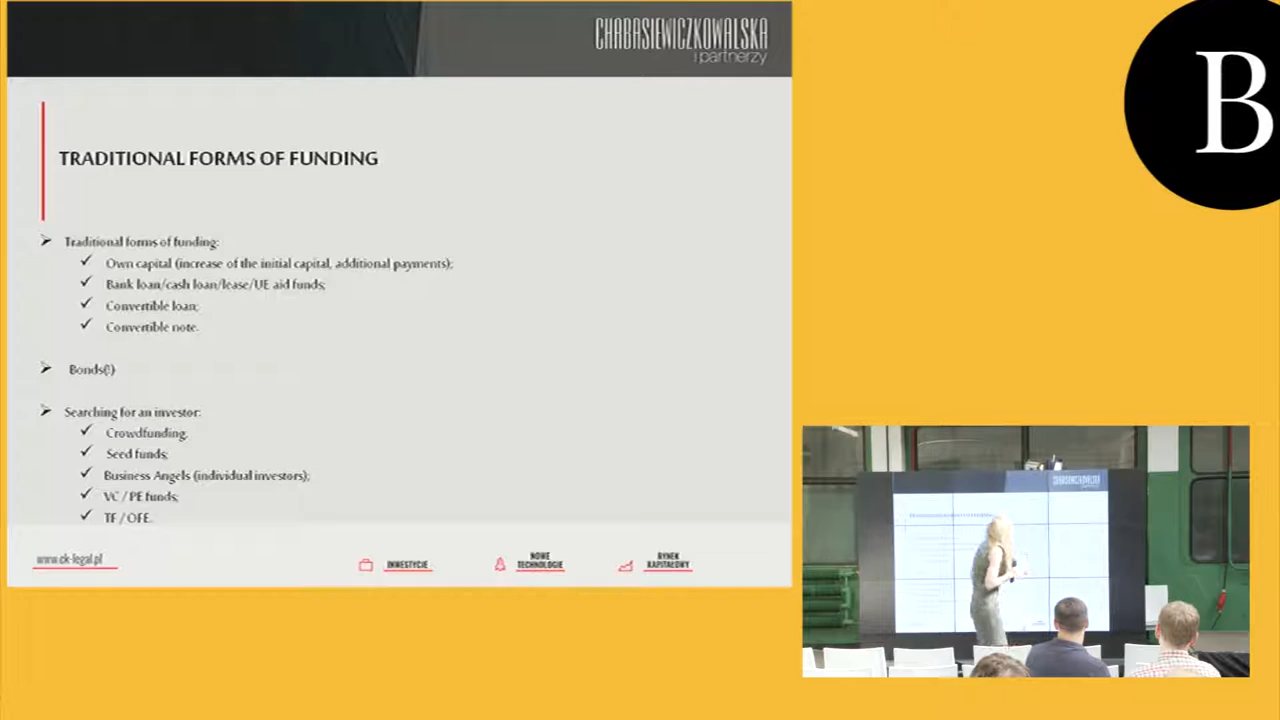 CHABASIEWICZKOWALSKA
i partnerzy
B
TRADITIONAL FORMS OF FUNDING
Traditional forms of funding:
Own capital (increase of the initial capital, additional payments);
Bank loan/cash loan/lease/UE aid funds;
Convertible loan;
Convertible note.
Bonds(!)
Searching for an investor:
Crowdfunding;
Seed funds;
Business Angels (individual investors);
VC / PE funds;
TF / OFE.
www.ck-legal.pl
INWESTYCJE
NOWE
TECHNOLOGIE
RYNEK
KAPITAŁOWY